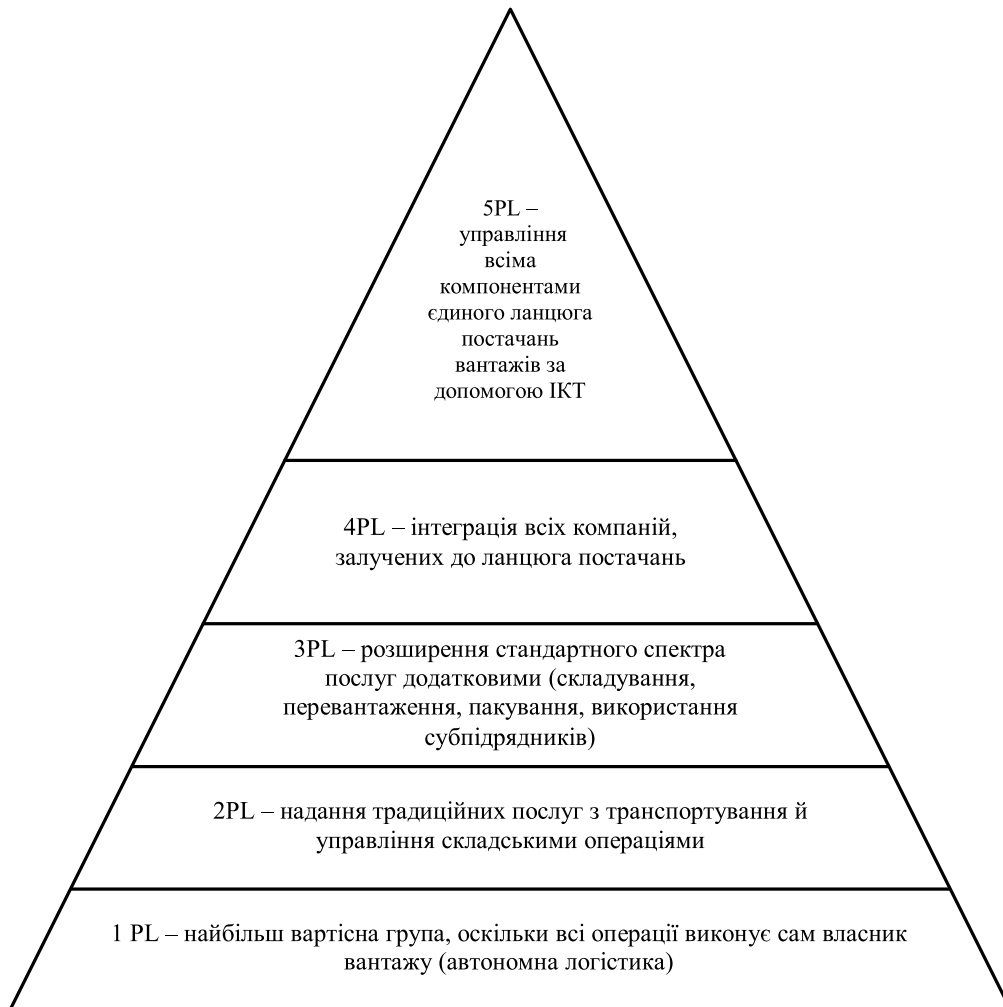 5PL –
управління
всіма
компонентами
єдиного ланцюга
постачань
вантажів за
допомогою ІКТ
4PL – інтеграція всіх компаній,
залучених до ланцюга постачань
3PL – розширення стандартного спектра
послуг додатковими (складування,
перевантаження, пакування, використання
субпідрядників)
2PL – надання традиційних послуг з транспортування й
управління складськими операціями
1 PL – найбільш вартісна група, оскільки всі операції виконує сам власник
вантажу (автономна логістика)